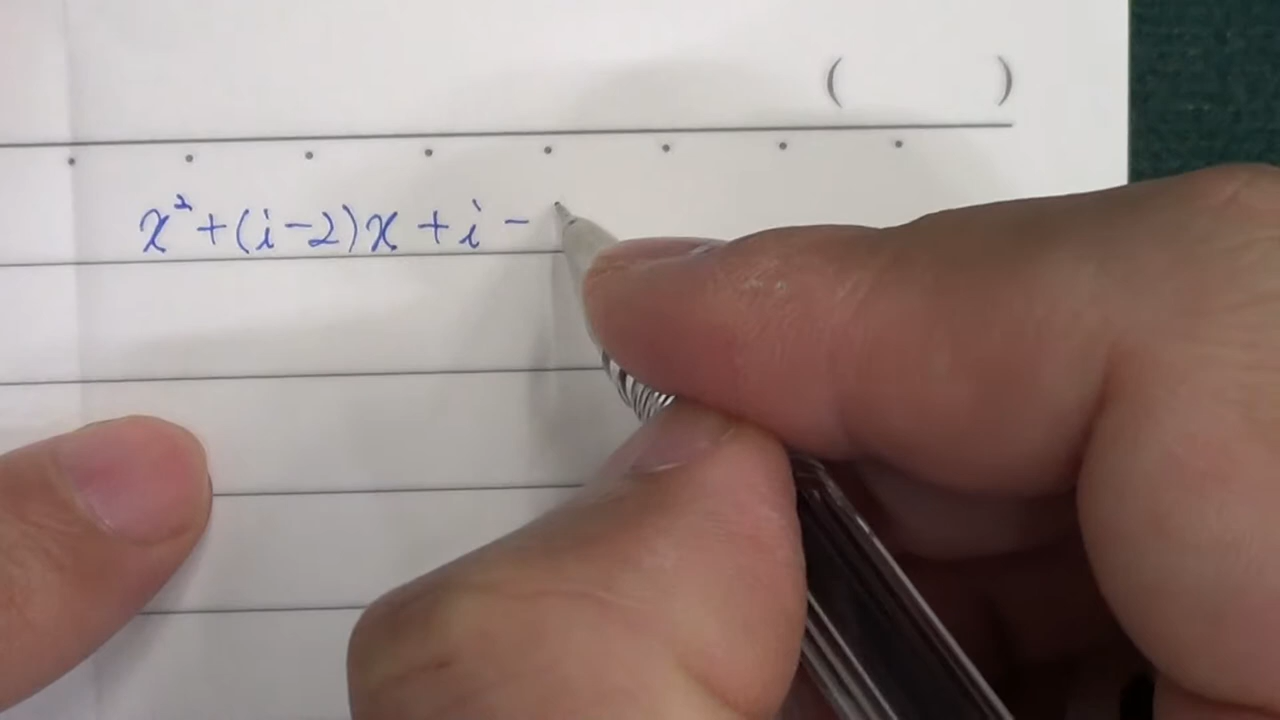 ( )
x²+(i-2)x+i-